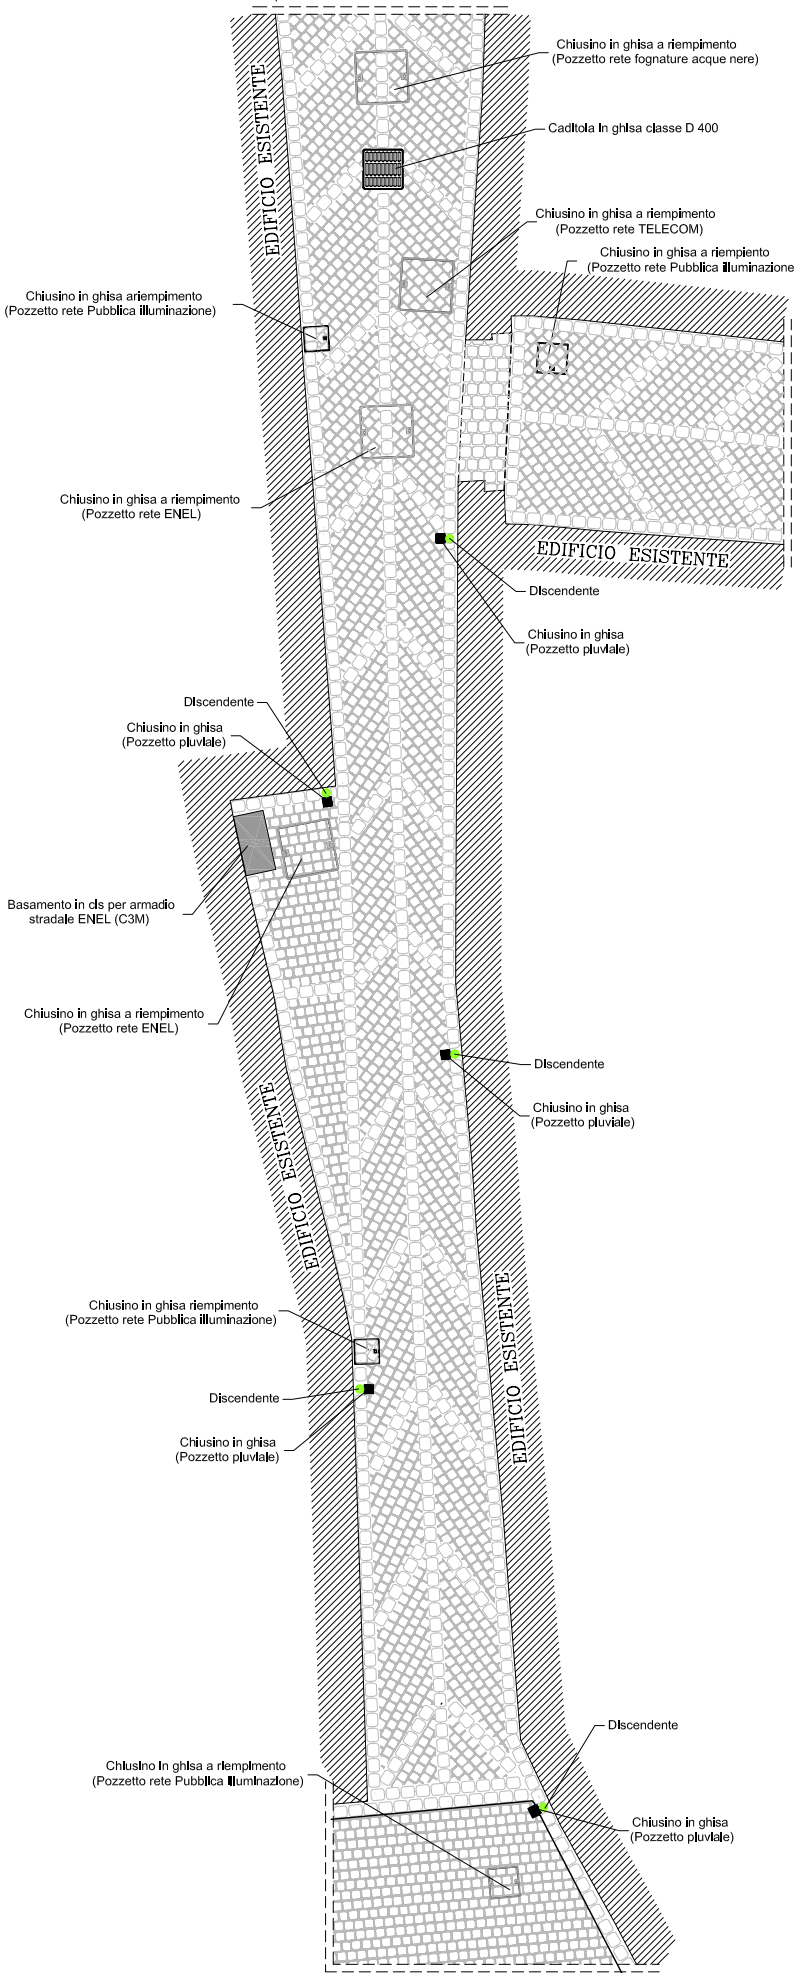 Chiusino in ghisa a riempimento
(Pozzetto rete fognature acque nere)
EDIFICIO ESISTENTE
Caditoia in ghisa classe D 400
Chiusino in ghisa a riempimento
(Pozzetto rete TELECOM)
Chiusino in ghisa a riempiento
(Pozzetto rete Pubblica illuminazione
Chiusino in ghisa ariempimento
(Pozzetto rete Pubblica illuminazione)
Chiusino in ghisa a riempimento
(Pozzetto rete ENEL)
EDIFICIO ESISTENTE
Discendente
Chiusino in ghisa
(Pozzetto pluviale)
Discendente
Chiusino in ghisa
(Pozzetto pluviale)
Basamento in cls per armadio
stradale ENEL (C3M)
Chiusino in ghisa a riempimento
(Pozzetto rete ENEL)
Discendente
Chiusino in ghisa
(Pozzetto pluviale)
EDIFICIO ESISTENTE
Chiusino in ghisa riempimento
(Pozzetto rete Pubblica illuminazione)
EDIFICIO ESISTENTE
Discendente
Chiusino in ghisa
(Pozzetto pluviale)
Discendente
Chiusino in ghisa a riempimento
(Pozzetto rete Pubblica illuminazione)
Chiusino in ghisa
(Pozzetto pluviale)